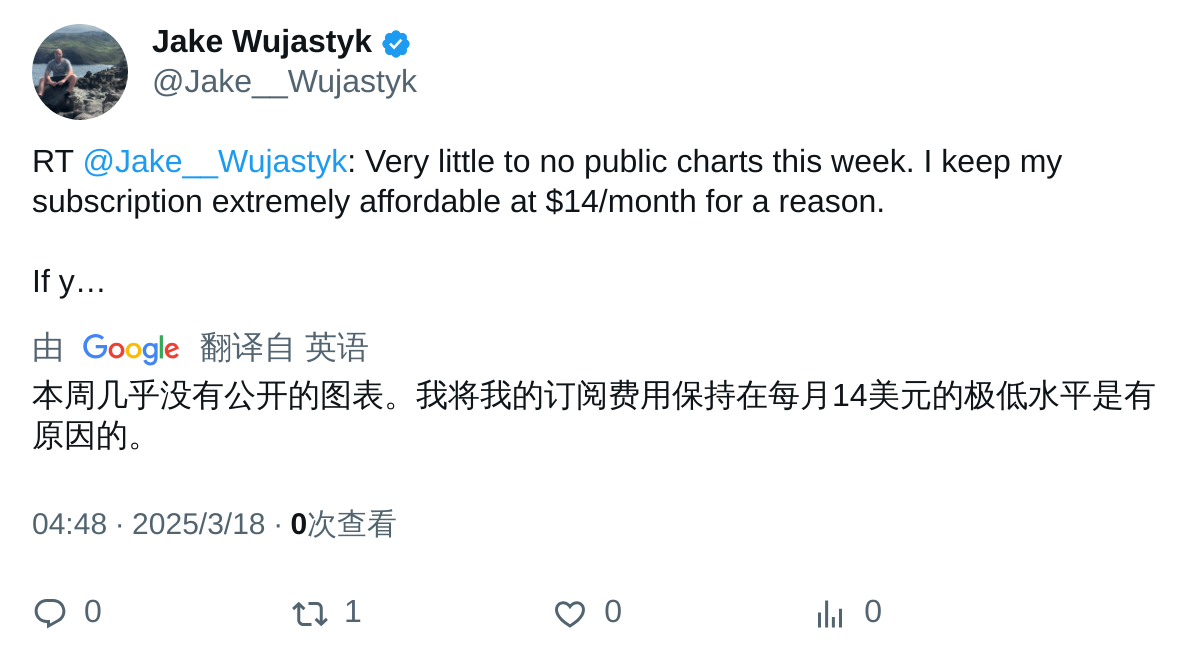 Jake Wujastyk
@Jake__Wujastyk
RT @Jake__Wujastyk: Very little to no public charts this week. I keep my
subscription extremely affordable at $14/month for a reason.
If y…
由 Google 翻译自 英语
本周几乎没有公开的图表。我将我的订阅费用保持在每月14美元的极低水平是有
原因的。
04:48 · 2025/3/18 · 0次查看
0 1 0 0